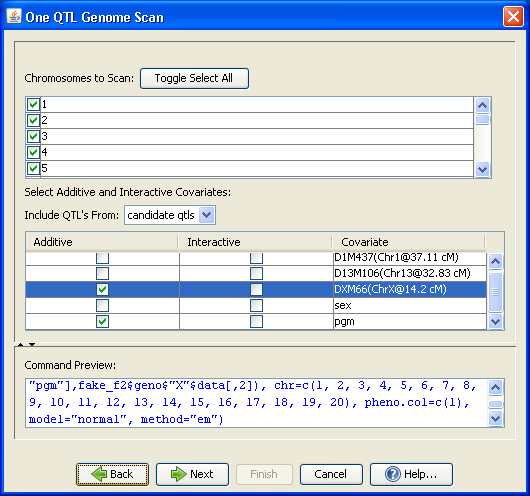 One QTL Genome Scan
Chromosomes to Scan: Toggle Select All
1
2
3
4
5
Select Additive and Interactive Covariates:
Include QTL's From: candidate qtls
Additive Interactive Covariate
D1M437(Chr1@37.11 cM)
D13M106(Chr13@32.83 cM)
DXM66(ChrX@14.2 cM)
sex
pgm
Command Preview:
"pgm"],fake_f2$geno$"X"$data[,2]), chr=c(1, 2, 3, 4, 5, 6, 7, 8,
9, 10, 11, 12, 13, 14, 15, 16, 17, 18, 19, 20), pheno.col=c(1),
model="normal", method="em")
Back Next Finish Cancel Help...